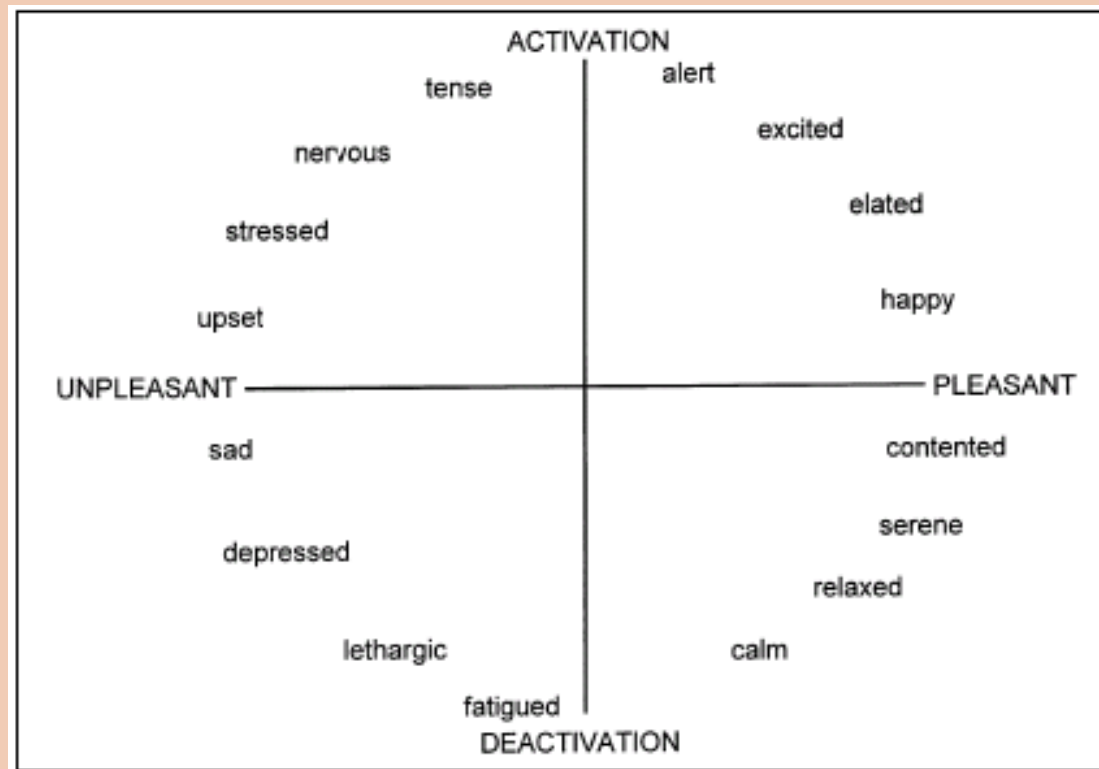 ACTIVATION
tense
alert
nervous
excited
stressed
elated
upset
happy
UNPLEASANT
PLEASANT
sad
contented
depressed
serene
relaxed
lethargic
calm
fatigued
DEACTIVATION